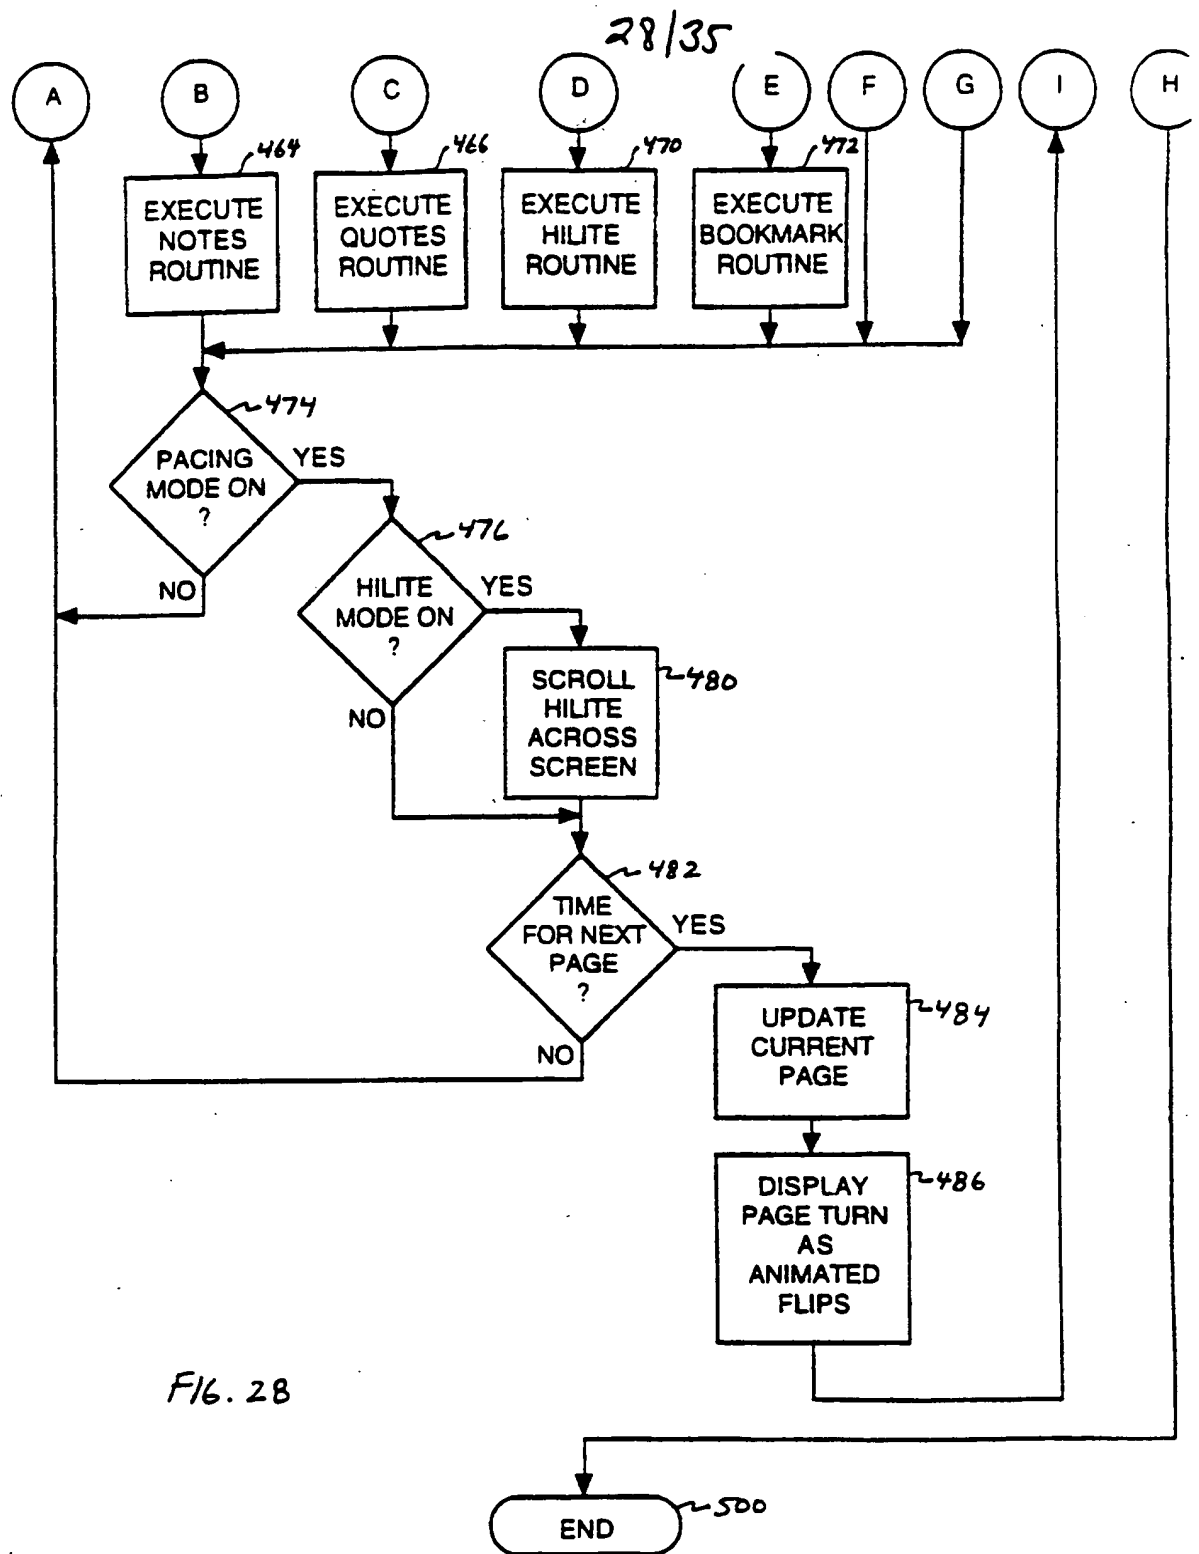 28/35
A
B
C
D
E
F
G
I
H
464
466
470
472
EXECUTE
NOTES
ROUTINE
EXECUTE
QUOTES
ROUTINE
EXECUTE
HILITE
ROUTINE
EXECUTE
BOOKMARK
ROUTINE
474
PACING
MODE ON
?
YES
NO
476
HILITE
MODE ON
?
YES
NO
480
SCROLL
HILITE
ACROSS
SCREEN
482
TIME
FOR NEXT
PAGE
?
YES
NO
484
UPDATE
CURRENT
PAGE
486
DISPLAY
PAGE TURN
AS
ANIMATED
FLIPS
FIG. 28
500
END